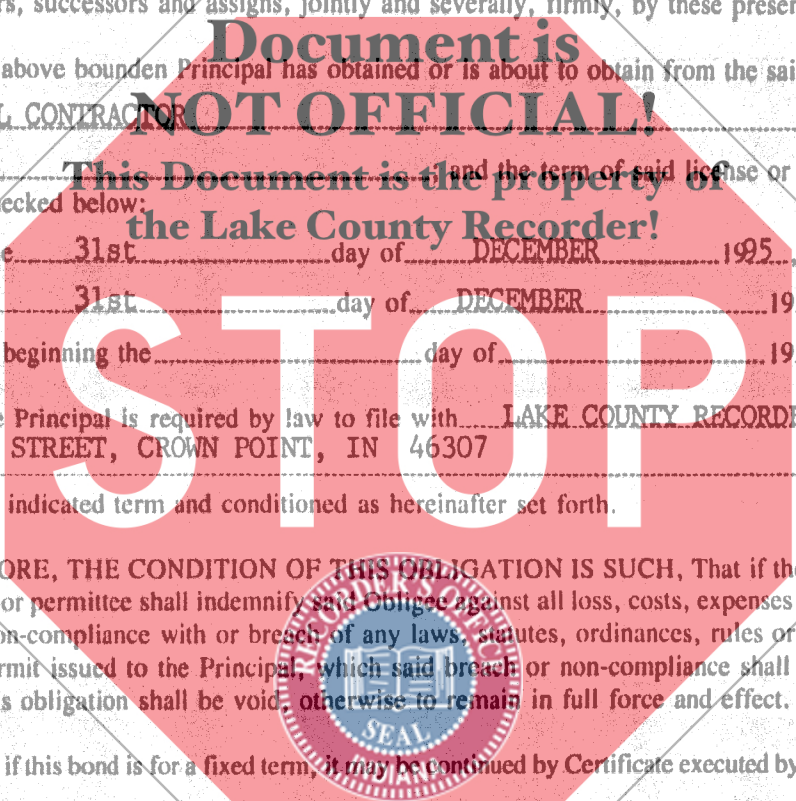 rs, successors and assigns, jointly and severally, firmly, by these presen
Document is
above bounden Principal has obtained or is about to obtain from the sai
NOT OFFICIAL!
L CONTRACTOR
This Document is the property of
; and the term of said license or
the Lake County Recorder!
ecked below:
e 31st day of DECEMBER 1995,
31st day of DECEMBER 19
STOP
beginning the day of 19
e Principal is required by law to file with LAKE COUNTY RECORDE
STREET, CROWN POINT, IN 46307
indicated term and conditioned as hereinafter set forth.
ORE, THE CONDITION OF THIS OBLIGATION IS SUCH, That if the
or permittee shall indemnify said Obligee against all loss, costs, expenses
on-compliance with or breach of any laws, statutes, ordinances, rules or
rmit issued to the Principal, which said breach or non-compliance shall
s obligation shall be void, otherwise to remain in full force and effect.
RECORDER'S OFFICE
SEAL
INDIANA
if this bond is for a fixed term, it may be continued by Certificate executed by